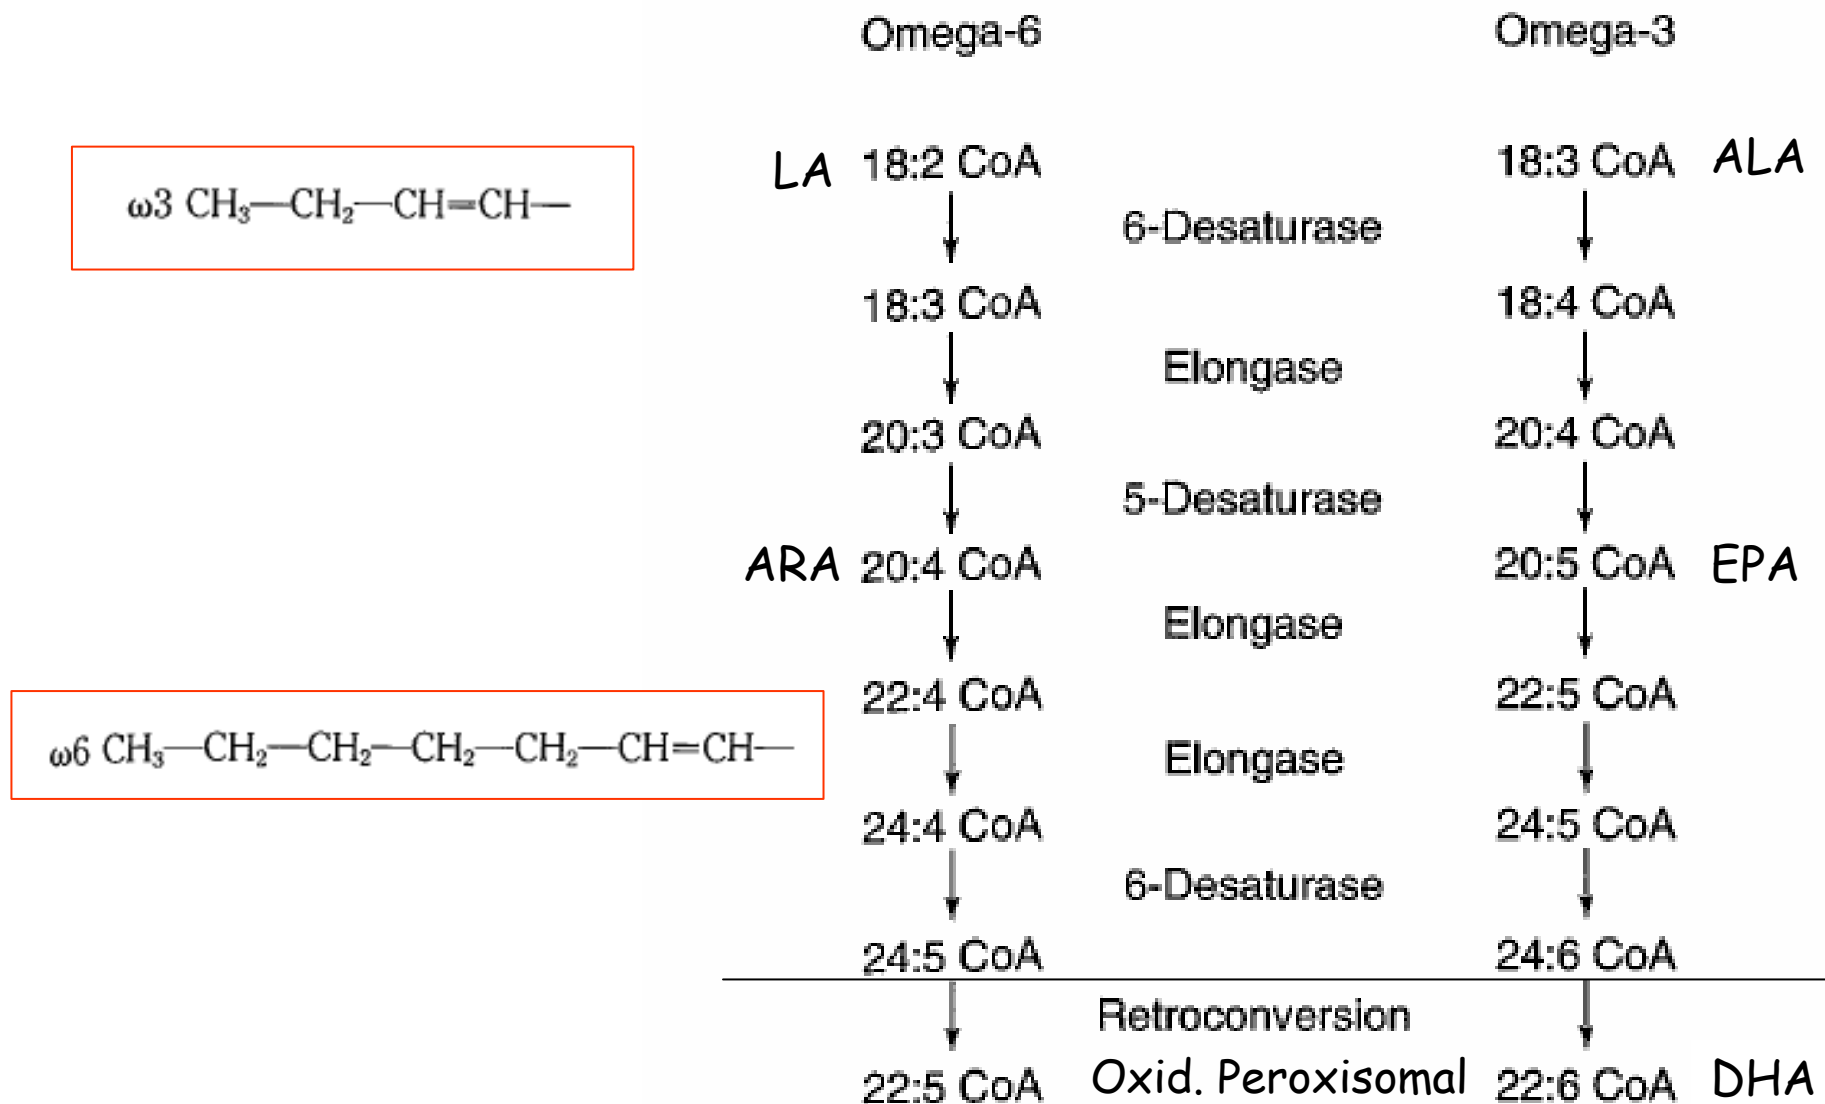 Omega-6 Omega-3
LA 18:2 CoA 18:3 CoA ALA
ω3 CH₃—CH₂—CH=CH—
6-Desaturase
18:3 CoA 18:4 CoA
Elongase
20:3 CoA 20:4 CoA
5-Desaturase
ARA 20:4 CoA 20:5 CoA EPA
Elongase
22:4 CoA 22:5 CoA
ω6 CH₃—CH₂—CH₂—CH₂—CH₂—CH=CH—
Elongase
24:4 CoA 24:5 CoA
6-Desaturase
24:5 CoA 24:6 CoA
Retroconversion
22:5 CoA Oxid. Peroxisomal 22:6 CoA DHA